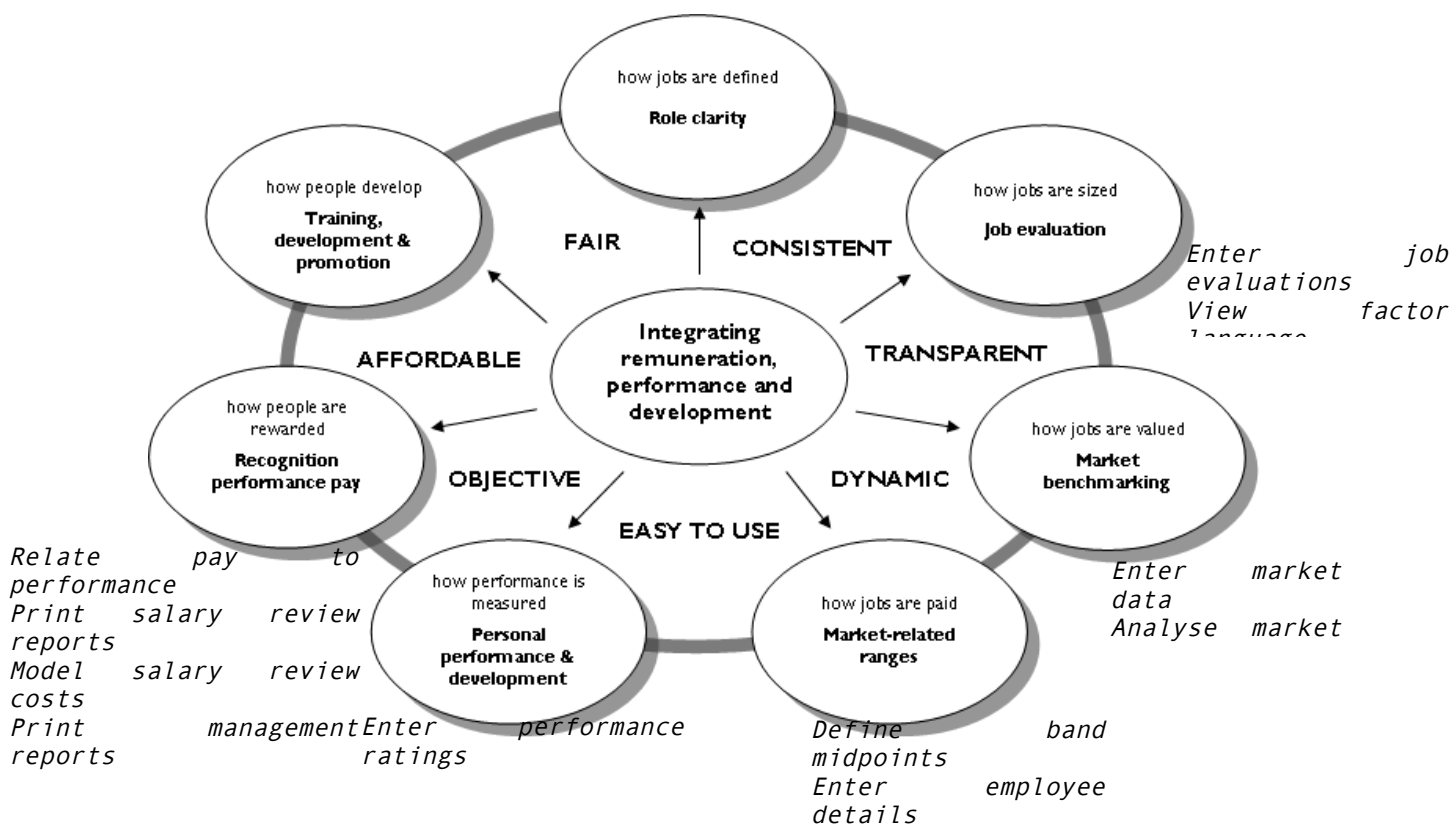 how jobs are defined
Role clarity
how people develop
Training,
development &
promotion
how jobs are sized
Job evaluation
FAIR
CONSISTENT
Enter job
evaluations
View factor
language
Integrating
remuneration,
performance and
development
AFFORDABLE
TRANSPARENT
how people are
rewarded
Recognition
performance pay
how jobs are valued
Market
benchmarking
OBJECTIVE
DYNAMIC
EASY TO USE
Relate pay to
performance
Print salary review
reports
Model salary review
costs
Print management
reports
how performance is
measured
Personal
performance &
development
Enter performance
ratings
how jobs are paid
Market-related
ranges
Define band
midpoints
Enter employee
details
Enter market
data
Analyse market